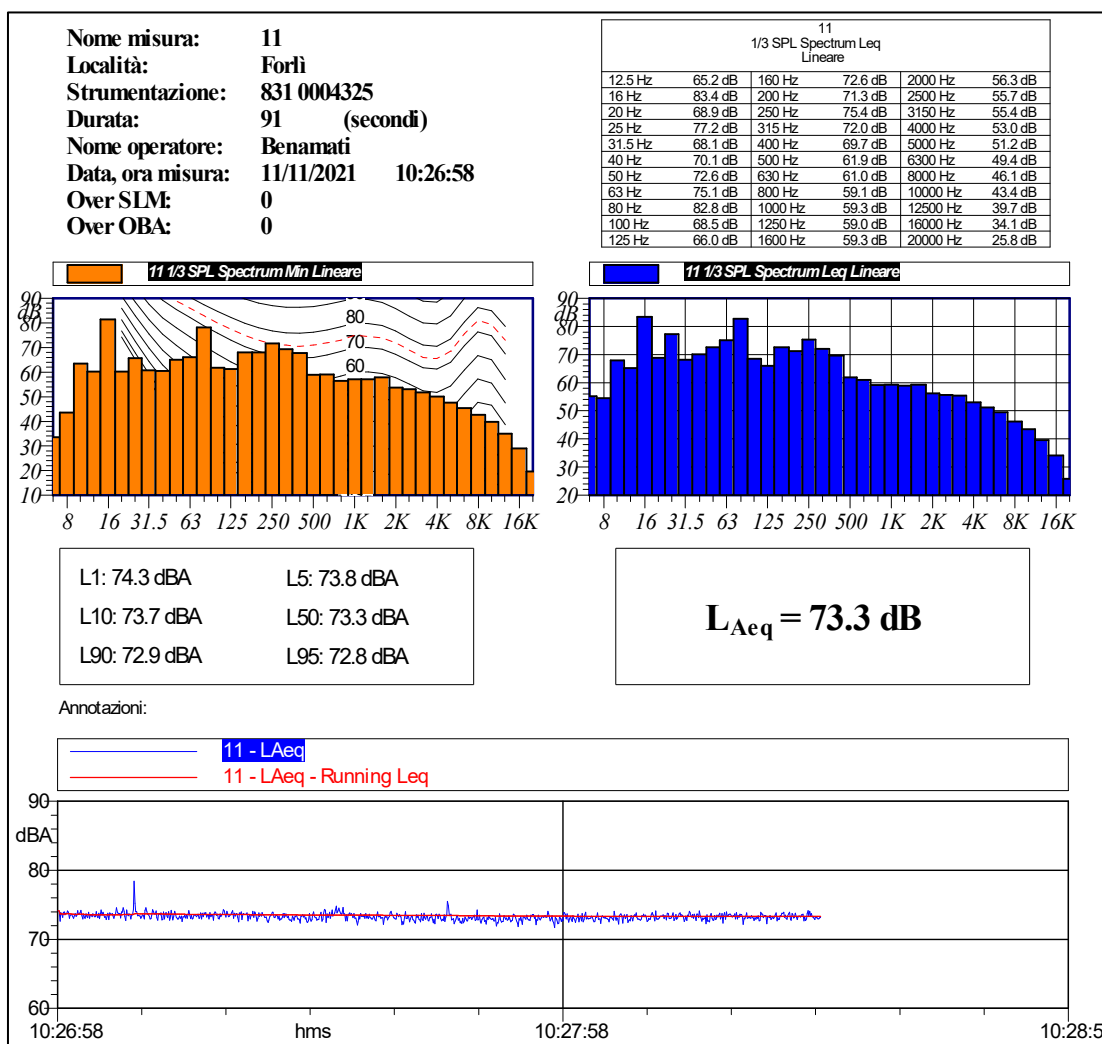 Nome misura: 11
Località: Forlì
Strumentazione: 831 0004325
Durata: 91 (secondi)
Nome operatore: Benamati
Data, ora misura: 11/11/2021 10:26:58
Over SLM: 0
Over OBA: 0
11
1/3 SPL Spectrum Leq
Lineare
12.5 Hz 65.2 dB 160 Hz 72.6 dB 2000 Hz 56.3 dB
16 Hz 83.4 dB 200 Hz 71.3 dB 2500 Hz 55.7 dB
20 Hz 68.9 dB 250 Hz 75.4 dB 3150 Hz 55.4 dB
25 Hz 77.2 dB 315 Hz 72.0 dB 4000 Hz 53.0 dB
31.5 Hz 68.1 dB 400 Hz 69.7 dB 5000 Hz 51.2 dB
40 Hz 70.1 dB 500 Hz 61.9 dB 6300 Hz 49.4 dB
50 Hz 72.6 dB 630 Hz 61.0 dB 8000 Hz 46.1 dB
63 Hz 75.1 dB 800 Hz 59.1 dB 10000 Hz 43.4 dB
80 Hz 82.8 dB 1000 Hz 59.3 dB 12500 Hz 39.7 dB
100 Hz 68.5 dB 1250 Hz 59.0 dB 16000 Hz 34.1 dB
125 Hz 66.0 dB 1600 Hz 59.3 dB 20000 Hz 25.8 dB
11 1/3 SPL Spectrum Min Lineare
90
dB
80
70
60
50
40
30
20
10
80
70
60
8 16 31.5 63 125 250 500 1K 2K 4K 8K 16K
11 1/3 SPL Spectrum Leq Lineare
90
dB
80
70
60
50
40
30
20
8 16 31.5 63 125 250 500 1K 2K 4K 8K 16K
L1: 74.3 dBA L5: 73.8 dBA
L10: 73.7 dBA L50: 73.3 dBA
L90: 72.9 dBA L95: 72.8 dBA
LAeq = 73.3 dB
Annotazioni:
11 - LAeq
11 - LAeq - Running Leq
90
dBA
80
70
60
10:26:58 hms 10:27:58 10:28:5